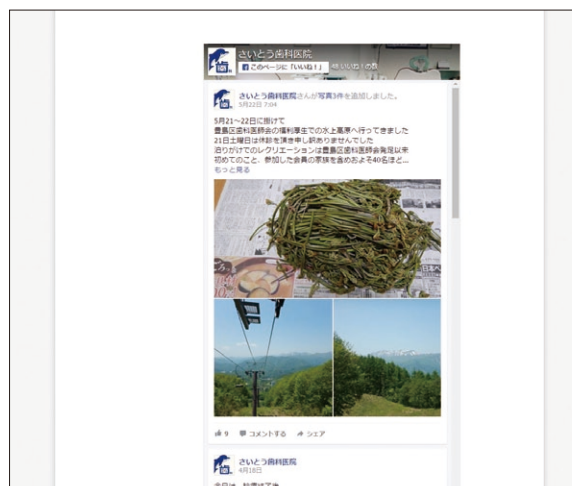 さいとう歯科医院
このページに「いいね！」
いいね！の数
さいとう歯科医院さんが写真3件を追加しました。
5月22日 7:04
5月21～22日に掛けて
豊島区歯科医師会の福利厚生での水上高原へ行ってきました
21日土曜日は休診を頂き申し訳ありませんでした
泊りがけでのレクリエーションは豊島区歯科医師会発足以来
初めてのこと、参加した会員の家族を含めおよそ40名ほど...
もっと見る
9 コメントする シェア
さいとう歯科医院
4月18日